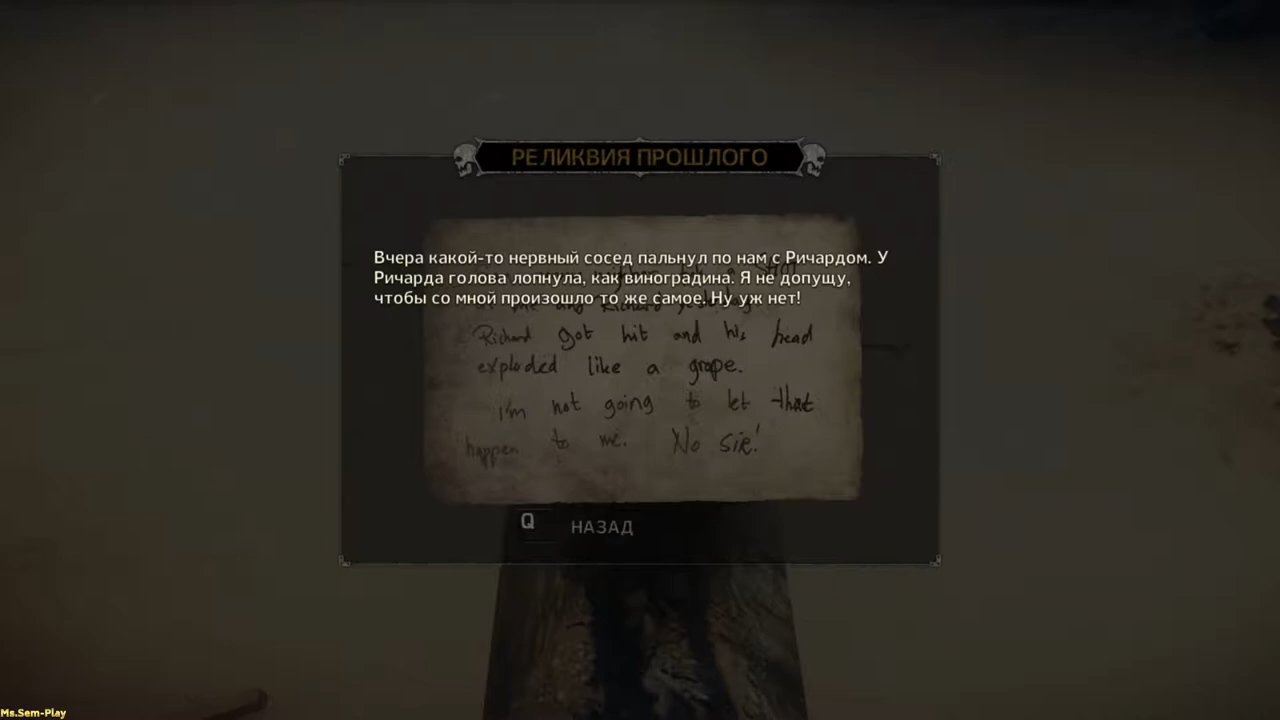 РЕЛИКВИЯ ПРОШЛОГО
Вчера какой-то нервный сосед пальнул по нам с Ричардом. У
Ричарда голова лопнула, как виноградина. Я не допущу,
чтобы со мной произошло то же самое. Ну уж нет!
Richard got hit and his head
exploded like a grape.
I'm not going to let that
happen to me. No sir!
Q НАЗАД
Ms.Sem-Play